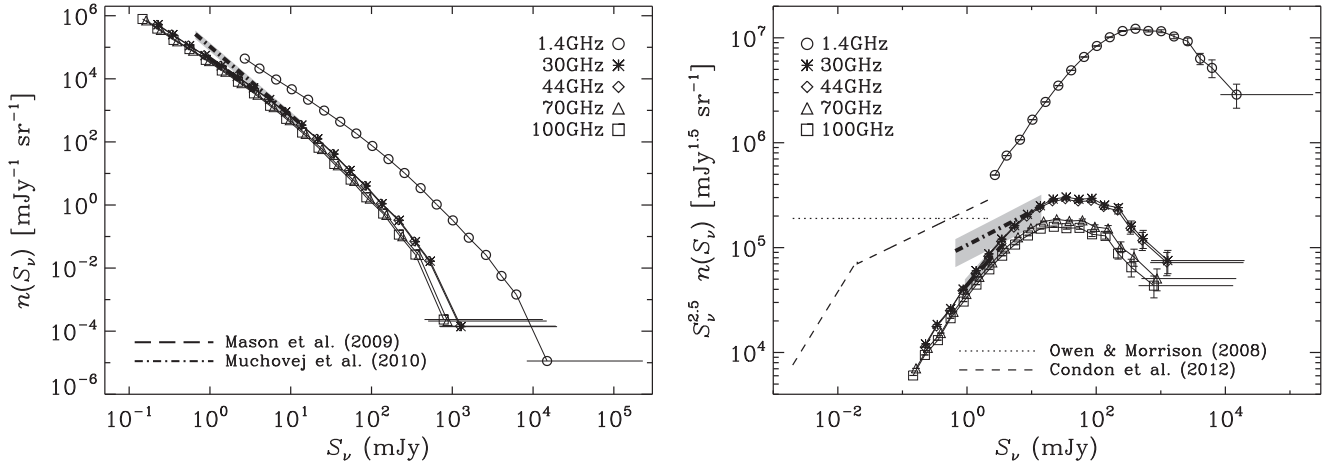 10^6
10^4
10^2
10^0
10^-2
10^-4
10^-6
n(S_ν) [mJy^-1 sr^-1]
1.4GHz
30GHz
44GHz
70GHz
100GHz
Mason et al. (2009)
Muchovej et al. (2010)
10^-1 10^0 10^1 10^2 10^3 10^4 10^5
S_ν (mJy)
10^7
10^6
10^5
10^4
S_ν^2.5 n(S_ν) [mJy^1.5 sr^-1]
1.4GHz
30GHz
44GHz
70GHz
100GHz
Owen & Morrison (2008)
Condon et al. (2012)
10^-2 10^0 10^2 10^4
S_ν (mJy)